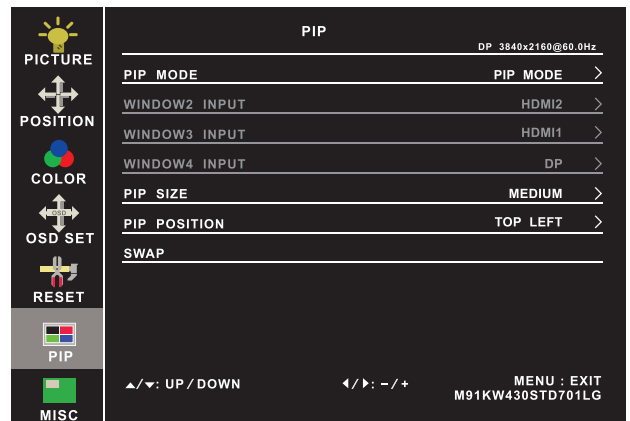 PICTURE
POSITION
COLOR
OSD
OSD SET
RESET
PIP
MISC
PIP
DP 3840x2160@60.0Hz
PIP MODE PIP MODE >
WINDOW2 INPUT HDMI2 >
WINDOW3 INPUT HDMI1 >
WINDOW4 INPUT DP >
PIP SIZE MEDIUM >
PIP POSITION TOP LEFT >
SWAP
▲/▼: UP/DOWN ◀/▶: −/+ MENU : EXIT
M91KW430STD701LG